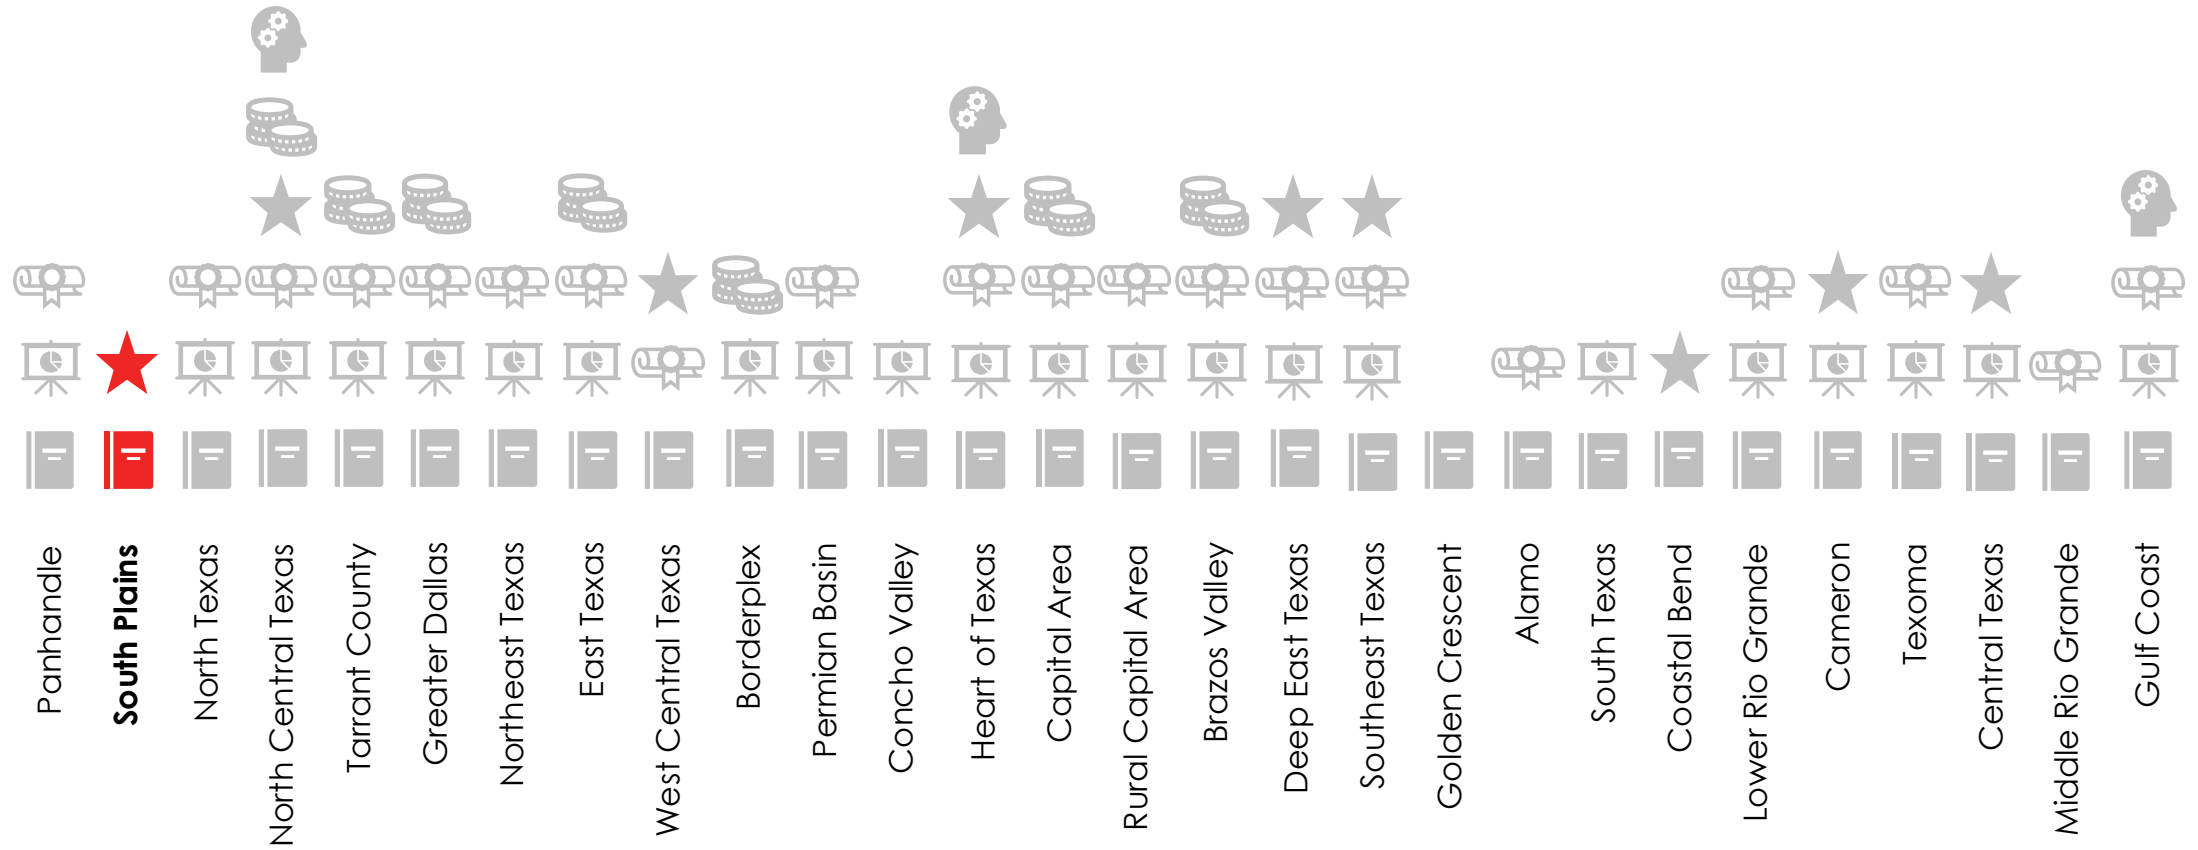 Panhandle
South Plains
North Texas
North Central Texas
Tarrant County
Greater Dallas
Northeast Texas
East Texas
West Central Texas
Borderplex
Permian Basin
Concho Valley
Heart of Texas
Capital Area
Rural Capital Area
Brazos Valley
Deep East Texas
Southeast Texas
Golden Crescent
Alamo
South Texas
Coastal Bend
Lower Rio Grande
Cameron
Texoma
Central Texas
Middle Rio Grande
Gulf Coast